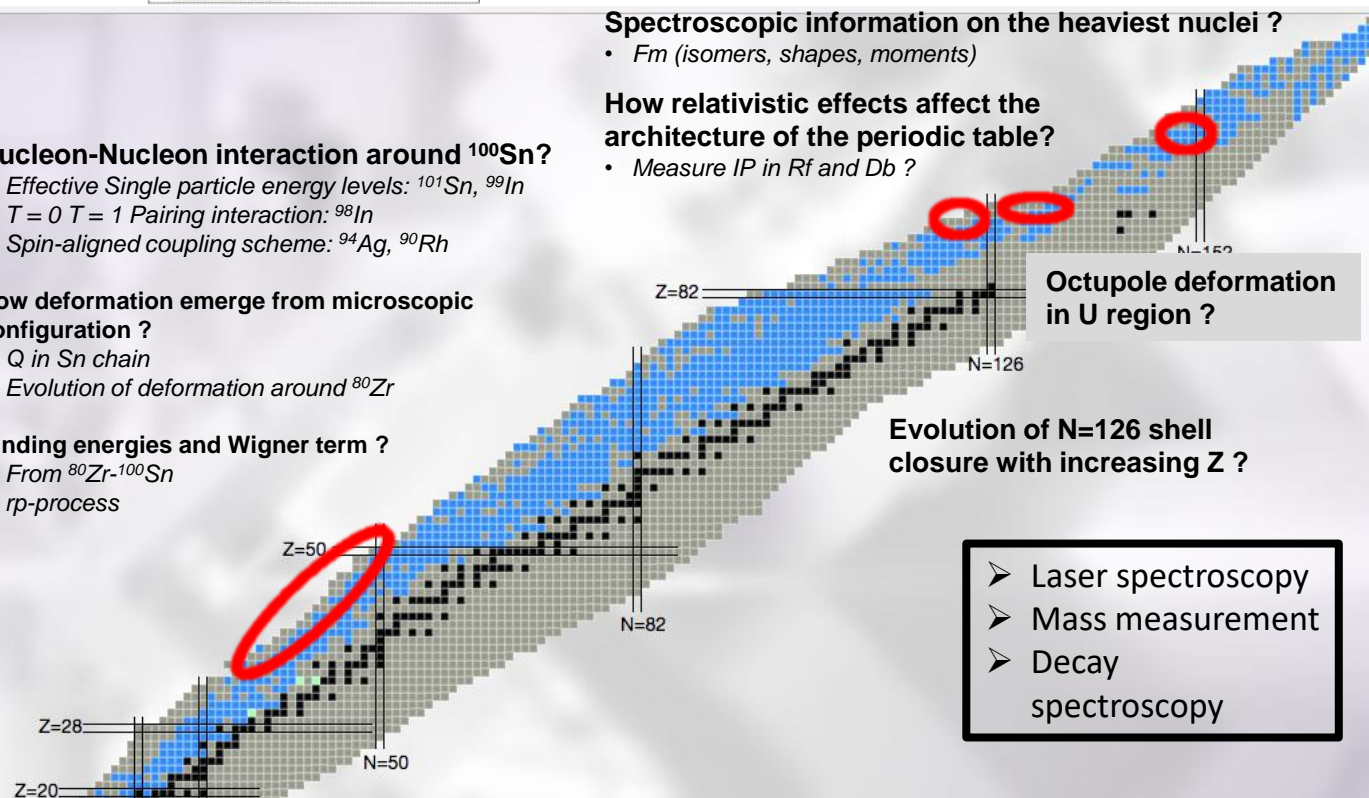 Spectroscopic information on the heaviest nuclei ?
• Fm (isomers, shapes, moments)
How relativistic effects affect the
architecture of the periodic table?
• Measure IP in Rf and Db ?
ucleon-Nucleon interaction around ¹⁰⁰Sn?
Effective Single particle energy levels: ¹⁰¹Sn, ⁹⁹In
T = 0 T = 1 Pairing interaction: ⁹⁸In
Spin-aligned coupling scheme: ⁹⁴Ag, ⁹⁰Rh
ow deformation emerge from microscopic
onfiguration ?
Q in Sn chain
Evolution of deformation around ⁸⁰Zr
nding energies and Wigner term ?
From ⁸⁰Zr-¹⁰⁰Sn
rp-process
N=152
Z=82
Octupole deformation
in U region ?
N=126
Evolution of N=126 shell
closure with increasing Z ?
Z=50
N=82
➢ Laser spectroscopy
➢ Mass measurement
➢ Decay
spectroscopy
Z=28
N=50
Z=20